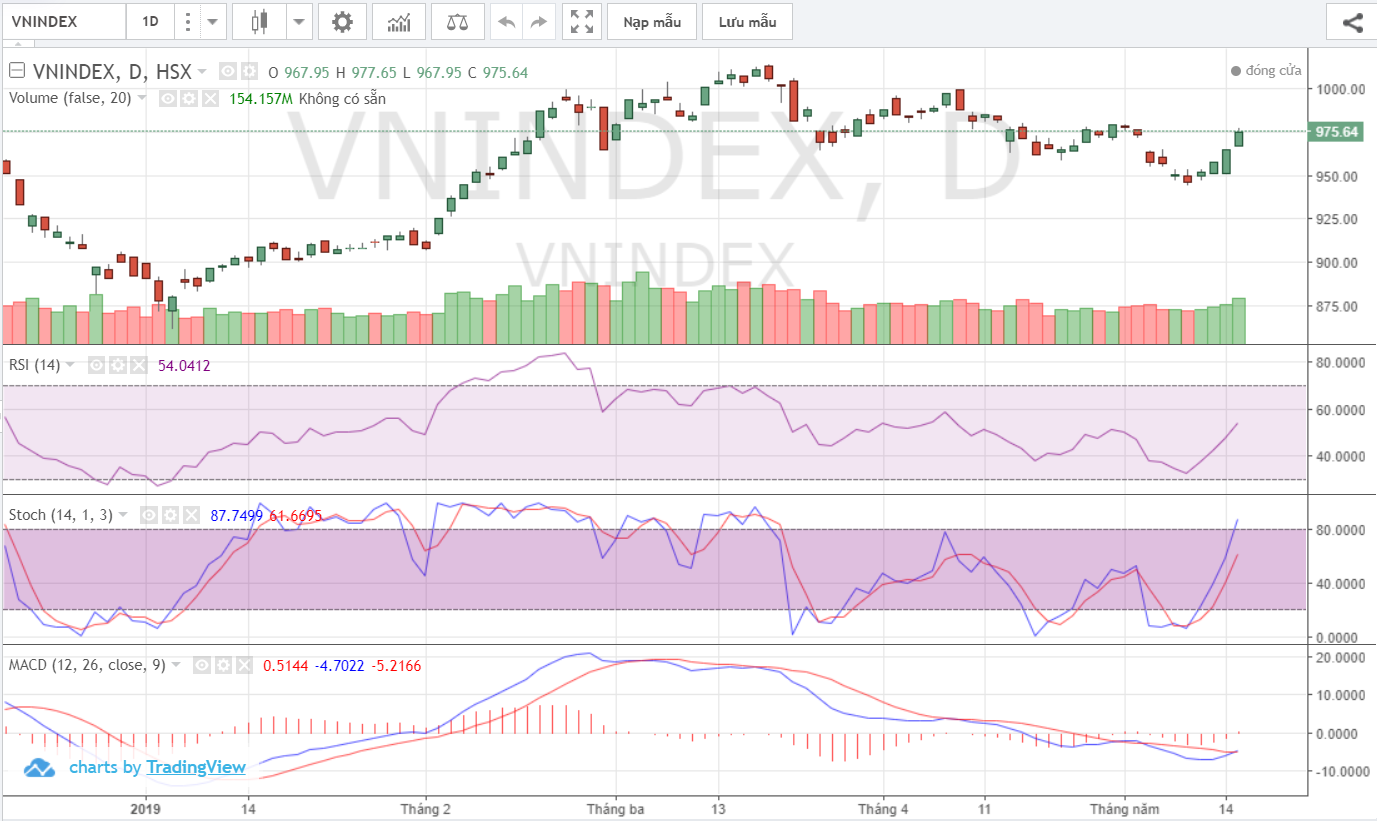 VNINDEX 1D Nạp mẫu Lưu mẫu
VNINDEX, D, HSX O 967.95 H 977.65 L 967.95 C 975.64
đóng cửa
Volume (false, 20) 154.157M Không có sẵn
1000.00
975.64
950.00
925.00
900.00
875.00
VNINDEX, D
VNINDEX
RSI (14) 54.0412
80.0000
60.0000
40.0000
Stoch (14, 1, 3) 87.7499 61.6695
80.0000
40.0000
0.0000
MACD (12, 26, close, 9) 0.5144 -4.7022 -5.2166
20.0000
10.0000
0.0000
-10.0000
charts by TradingView
2019 14 Tháng 2 Tháng ba 13 Tháng 4 11 Tháng năm 14